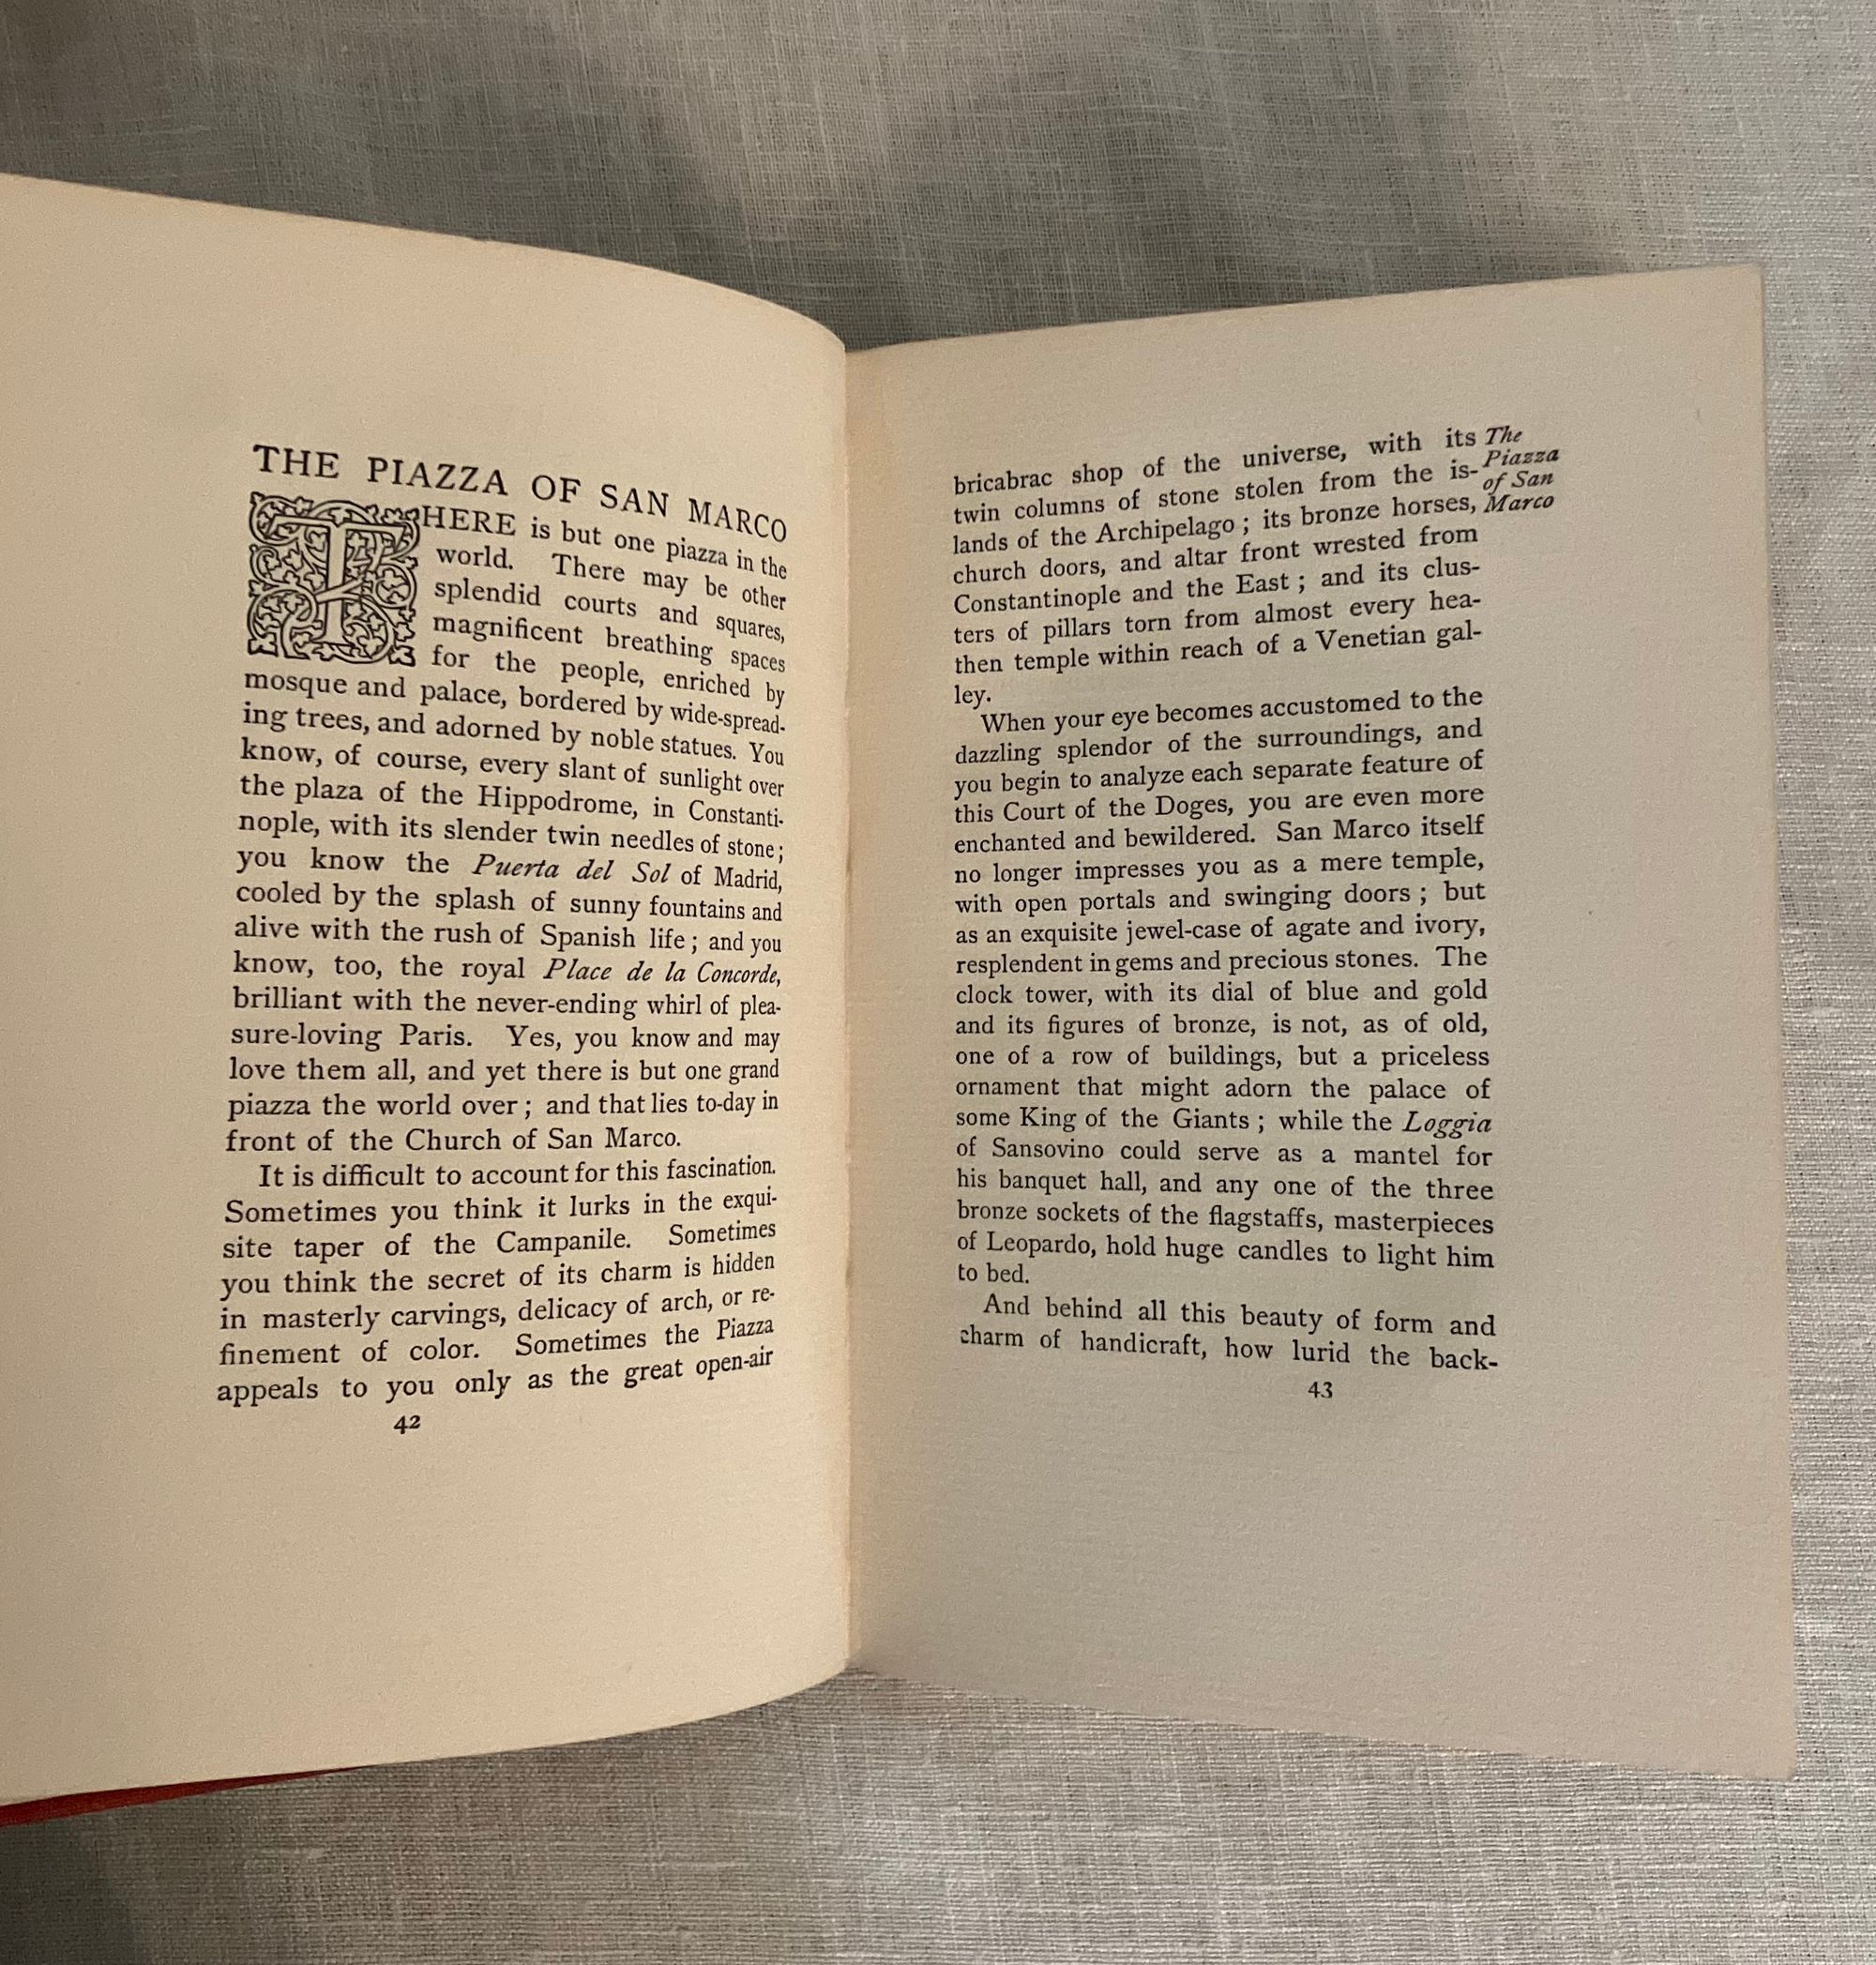 THE PIAZZA OF SAN MARCO
THERE is but one piazza in the
world. There may be other
splendid courts and squares,
magnificent breathing spaces
for the people, enriched by
mosque and palace, bordered by wide-spread-
ing trees, and adorned by noble statues. You
know, of course, every slant of sunlight over
the plaza of the Hippodrome, in Constanti-
nople, with its slender twin needles of stone;
you know the Puerta del Sol of Madrid,
cooled by the splash of sunny fountains and
alive with the rush of Spanish life; and you
know, too, the royal Place de la Concorde,
brilliant with the never-ending whirl of plea-
sure-loving Paris. Yes, you know and may
love them all, and yet there is but one grand
piazza the world over; and that lies to-day in
front of the Church of San Marco.
It is difficult to account for this fascination.
Sometimes you think it lurks in the exqui-
site taper of the Campanile. Sometimes
you think the secret of its charm is hidden
in masterly carvings, delicacy of arch, or re-
finement of color. Sometimes the Piazza
appeals to you only as the great open-air
42
The
Piazza
of San
Marco
bricabrac shop of the universe, with its
twin columns of stone stolen from the is-
lands of the Archipelago; its bronze horses,
church doors, and altar front wrested from
Constantinople and the East; and its clus-
ters of pillars torn from almost every hea-
then temple within reach of a Venetian gal-
ley.
When your eye becomes accustomed to the
dazzling splendor of the surroundings, and
you begin to analyze each separate feature of
this Court of the Doges, you are even more
enchanted and bewildered. San Marco itself
no longer impresses you as a mere temple,
with open portals and swinging doors; but
as an exquisite jewel-case of agate and ivory,
resplendent in gems and precious stones. The
clock tower, with its dial of blue and gold
and its figures of bronze, is not, as of old,
one of a row of buildings, but a priceless
ornament that might adorn the palace of
some King of the Giants; while the Loggia
of Sansovino could serve as a mantel for
his banquet hall, and any one of the three
bronze sockets of the flagstaffs, masterpieces
of Leopardo, hold huge candles to light him
to bed.
And behind all this beauty of form and
charm of handicraft, how lurid the back-
43